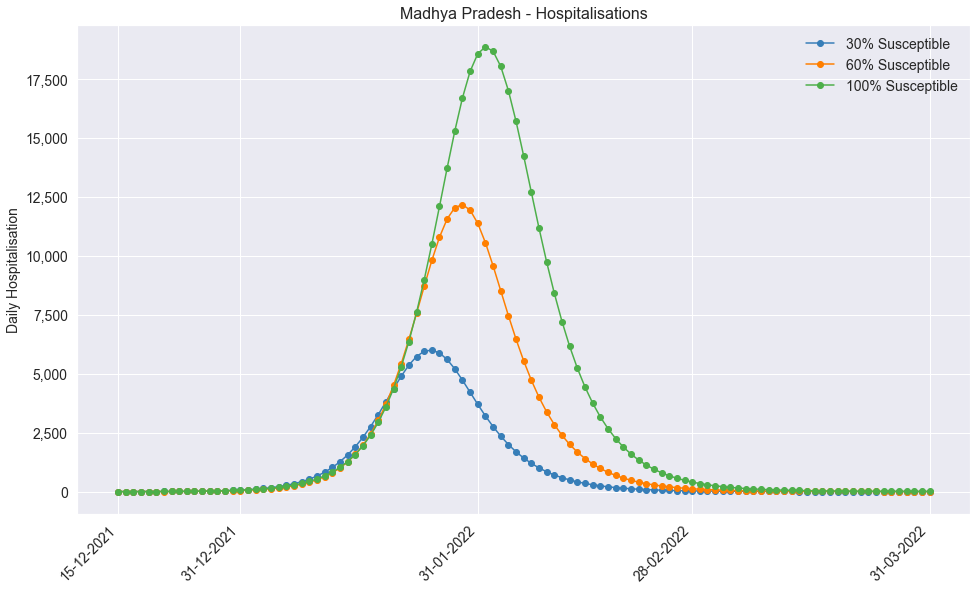 Madhya Pradesh - Hospitalisations
30% Susceptible
60% Susceptible
100% Susceptible
17,500
15,000
12,500
10,000
7,500
5,000
2,500
0
Daily Hospitalisation
15-12-2021
31-12-2021
31-01-2022
28-02-2022
31-03-2022